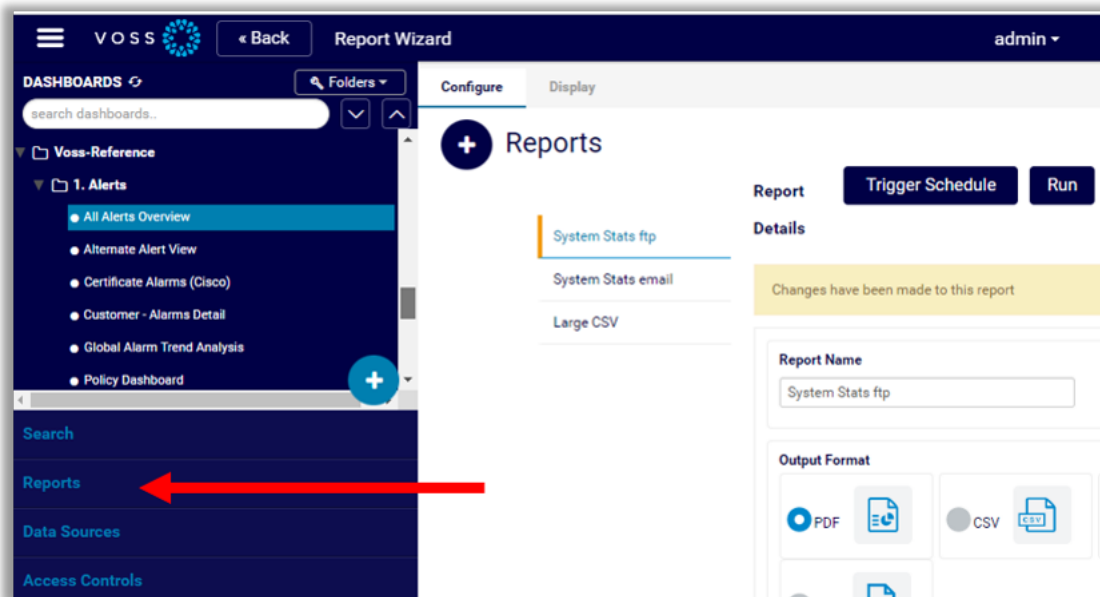 VOSS
« Back
Report Wizard
admin
DASHBOARDS
Folders
search dashboards..
Voss-Reference
1. Alerts
All Alerts Overview
Alternate Alert View
Certificate Alarms (Cisco)
Customer - Alarms Detail
Global Alarm Trend Analysis
Policy Dashboard
Search
Reports
Data Sources
Access Controls
Configure
Display
Reports
System Stats ftp
System Stats email
Large CSV
Report
Details
Trigger Schedule
Run
Changes have been made to this report
Report Name
System Stats ftp
Output Format
PDF
CSV
CSV